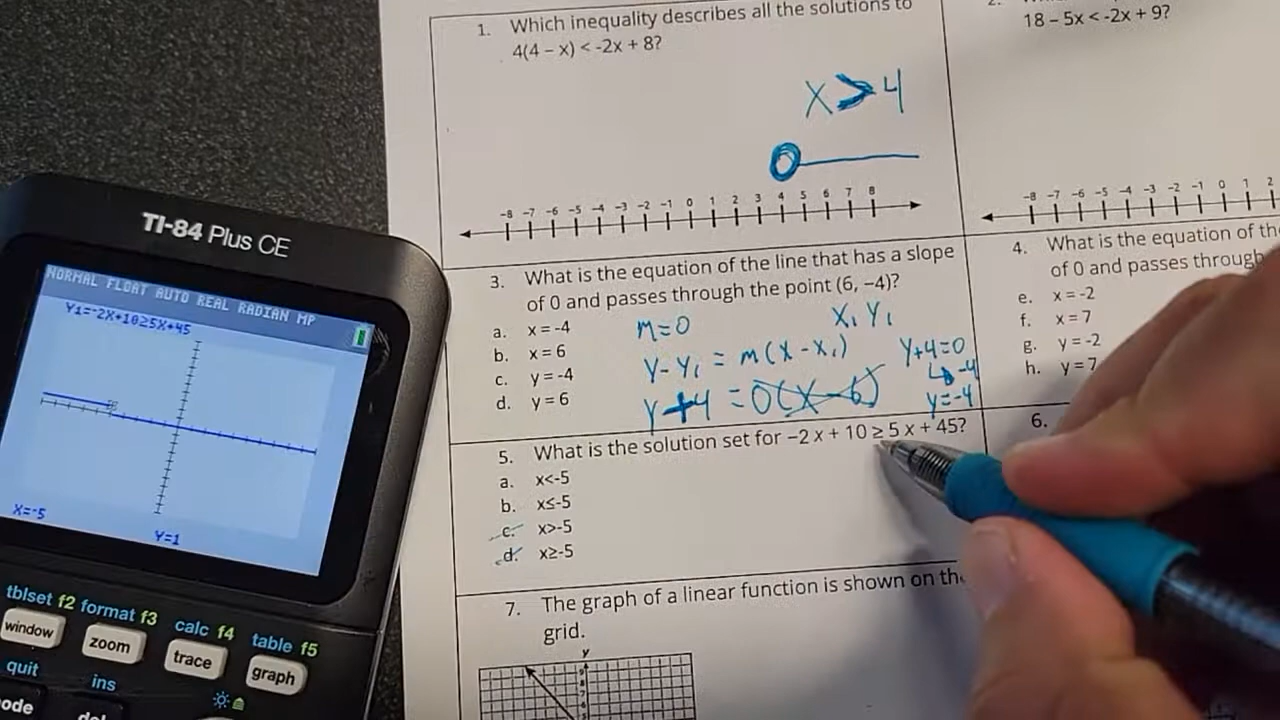 1. Which inequality describes all the solutions to
4(4 – x) < -2x + 8?
x > 4
-8 -7 -6 -5 -4 -3 -2 -1 0 1 2 3 4 5 6 7 8
18 – 5x < -2x + 9?
-8 -7 -6 -5 -4 -3 -2 -1 0 1 2
3. What is the equation of the line that has a slope
of 0 and passes through the point (6, –4)?
a. x = -4
b. x = 6
c. y = -4
d. y = 6
m=0
x₁ y₁
y-y₁ = m(x-x₁)
y+4 = 0(x-6)
y+4=0
-4
y=-4
4. What is the equation of the
of 0 and passes through
e. x = -2
f. x = 7
g. y = -2
h. y = 7
5. What is the solution set for –2 x + 10 ≥ 5 x + 45?
a. x<-5
b. x≤-5
c. x>-5
d. x≥-5
6.
7. The graph of a linear function is shown on the
grid.
y
TI-84 Plus CE
NORMAL FLOAT AUTO REAL RADIAN MP
Y1=-2X+10≥5X+45
X=-5
Y=1
tblset f2 format f3 calc f4 table f5
window zoom trace graph
quit ins